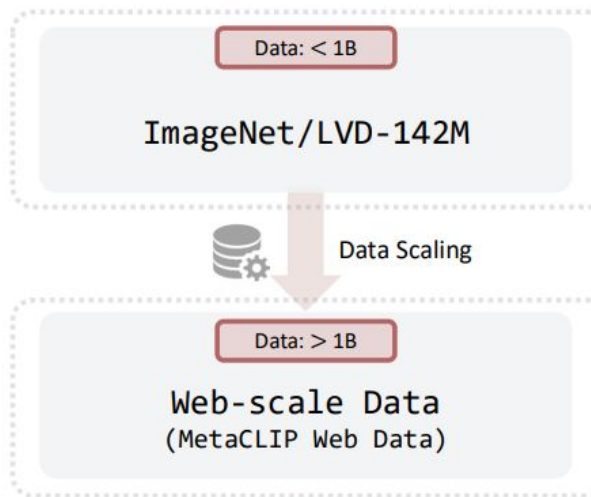 Data: < 1B
ImageNet/LVD-142M
Data Scaling
Data: > 1B
Web-scale Data
(MetaCLIP Web Data)